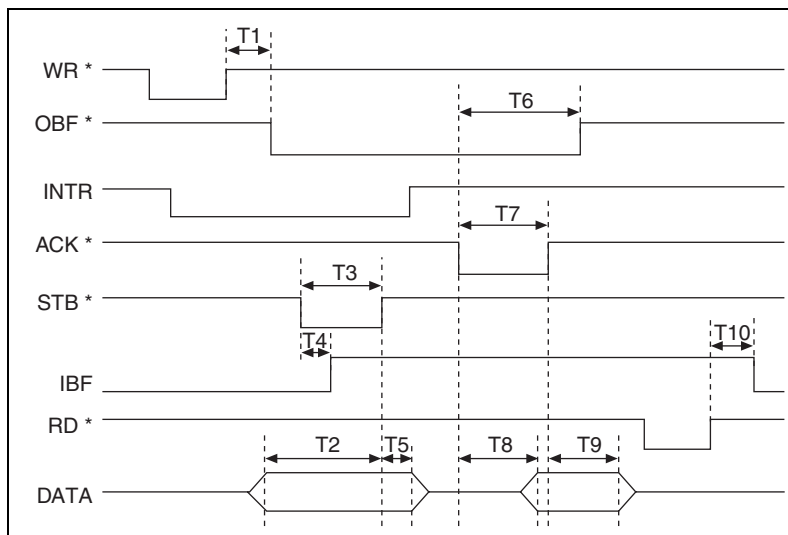 T1
WR *
T6
OBF *
INTR
T7
ACK *
T3
STB *
T4
T10
IBF
RD *
T2 T5 T8 T9
DATA